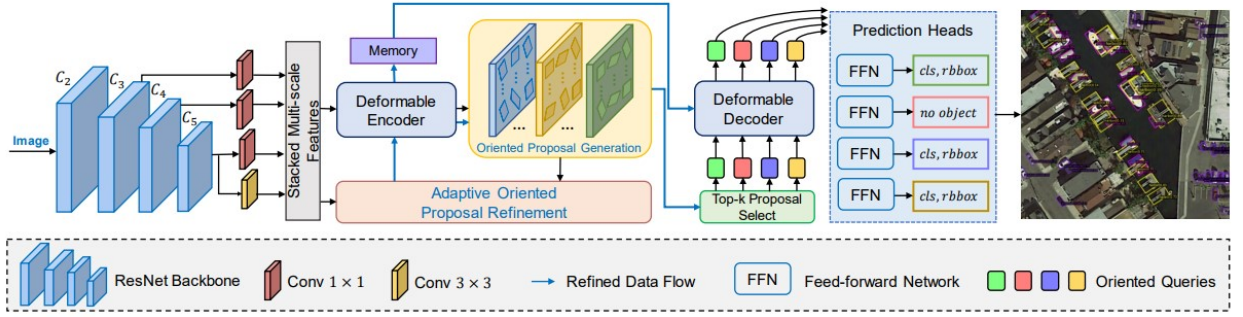 Image
C₂
C₃
C₄
C₅
Stacked Multi-scale
Features
Memory
Deformable
Encoder
... ...
Oriented Proposal Generation
Adaptive Oriented
Proposal Refinement
Deformable
Decoder
Top-k Proposal
Select
Prediction Heads
FFN
cls, rbbox
FFN
no object
FFN
cls, rbbox
FFN
cls, rbbox
ResNet Backbone
Conv 1 × 1
Conv 3 × 3
Refined Data Flow
FFN
Feed-forward Network
Oriented Queries